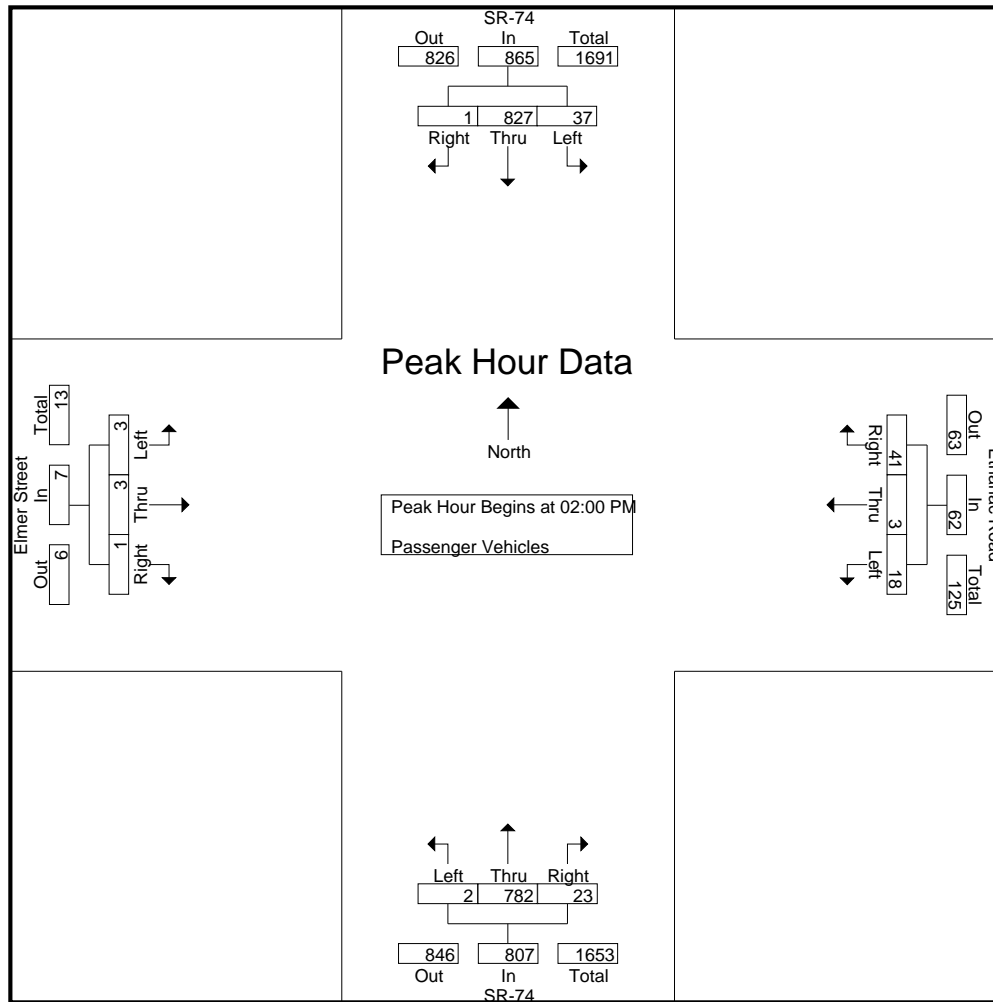 SR-74
Out In Total
826 865 1691
1 827 37
Right Thru Left
Peak Hour Data
North
Peak Hour Begins at 02:00 PM
Passenger Vehicles
Elmer Street
Total In Out
13 7 6
3 3 1
Left Thru Right
Right Thru Left
41 3 18
Out In Total
63 62 125
Road
Left Thru Right
2 782 23
846 807 1653
Out In Total
SR-74